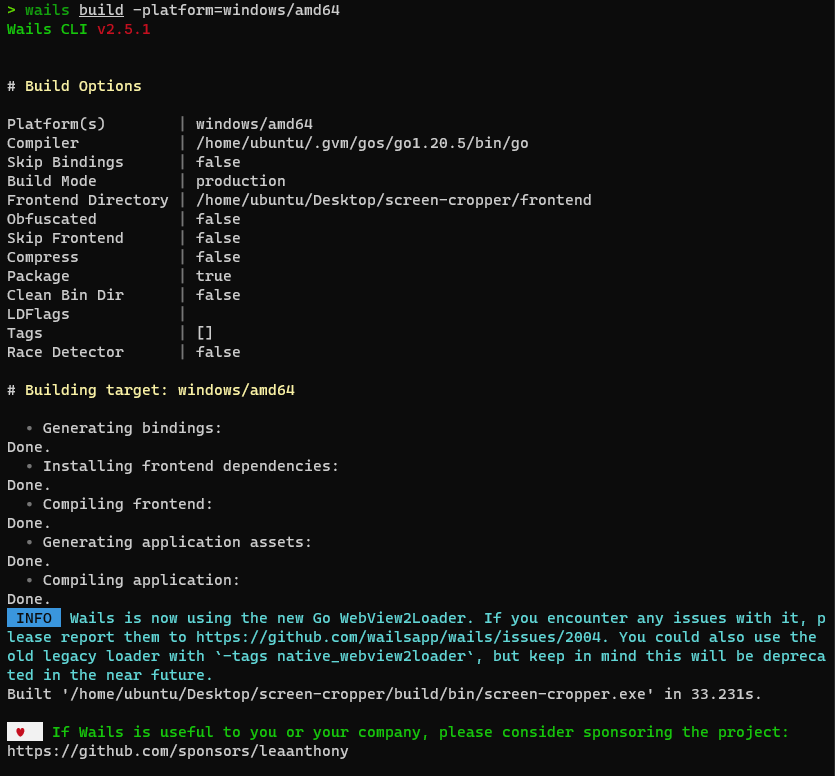 > wails build -platform=windows/amd64
Wails CLI v2.5.1
# Build Options
Platform(s) | windows/amd64
Compiler | /home/ubuntu/.gvm/gos/go1.20.5/bin/go
Skip Bindings | false
Build Mode | production
Frontend Directory | /home/ubuntu/Desktop/screen-cropper/frontend
Obfuscated | false
Skip Frontend | false
Compress | false
Package | true
Clean Bin Dir | false
LDFlags |
Tags | []
Race Detector | false
# Building target: windows/amd64
• Generating bindings:
Done.
• Installing frontend dependencies:
Done.
• Compiling frontend:
Done.
• Generating application assets:
Done.
• Compiling application:
Done.
INFO Wails is now using the new Go WebView2Loader. If you encounter any issues with it, p
lease report them to https://github.com/wailsapp/wails/issues/2004. You could also use the
old legacy loader with `-tags native_webview2loader`, but keep in mind this will be depreca
ted in the near future.
Built '/home/ubuntu/Desktop/screen-cropper/build/bin/screen-cropper.exe' in 33.231s.
♥ If Wails is useful to you or your company, please consider sponsoring the project:
https://github.com/sponsors/leaanthony